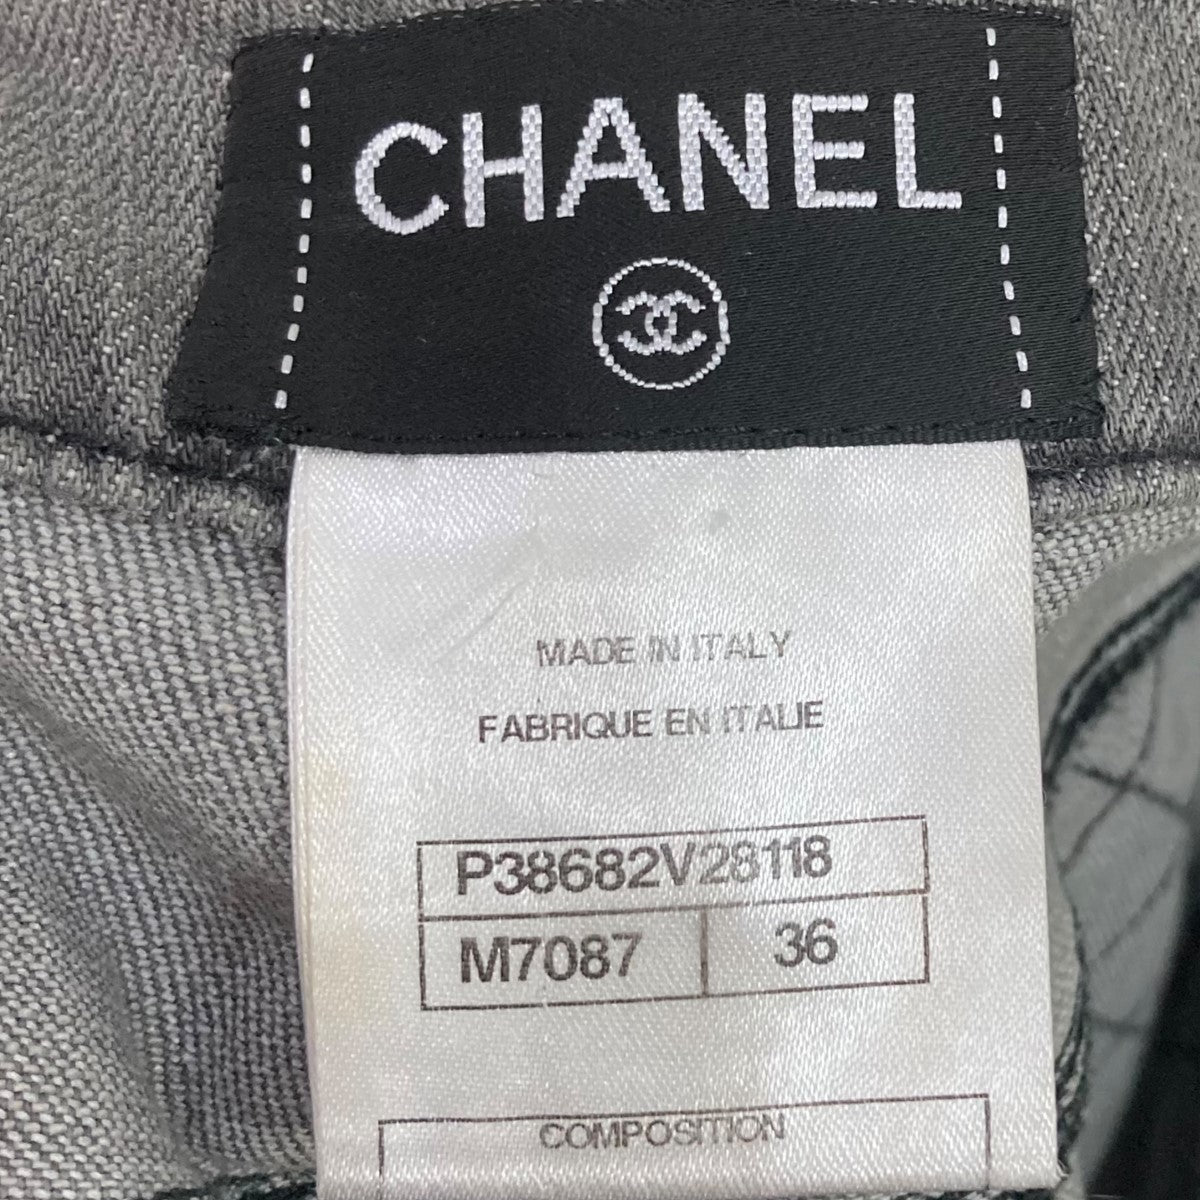 CHANEL
MADE IN ITALY
FABRIQUE EN ITALIE
P38682V28118
M7087 36
COMPOSITION